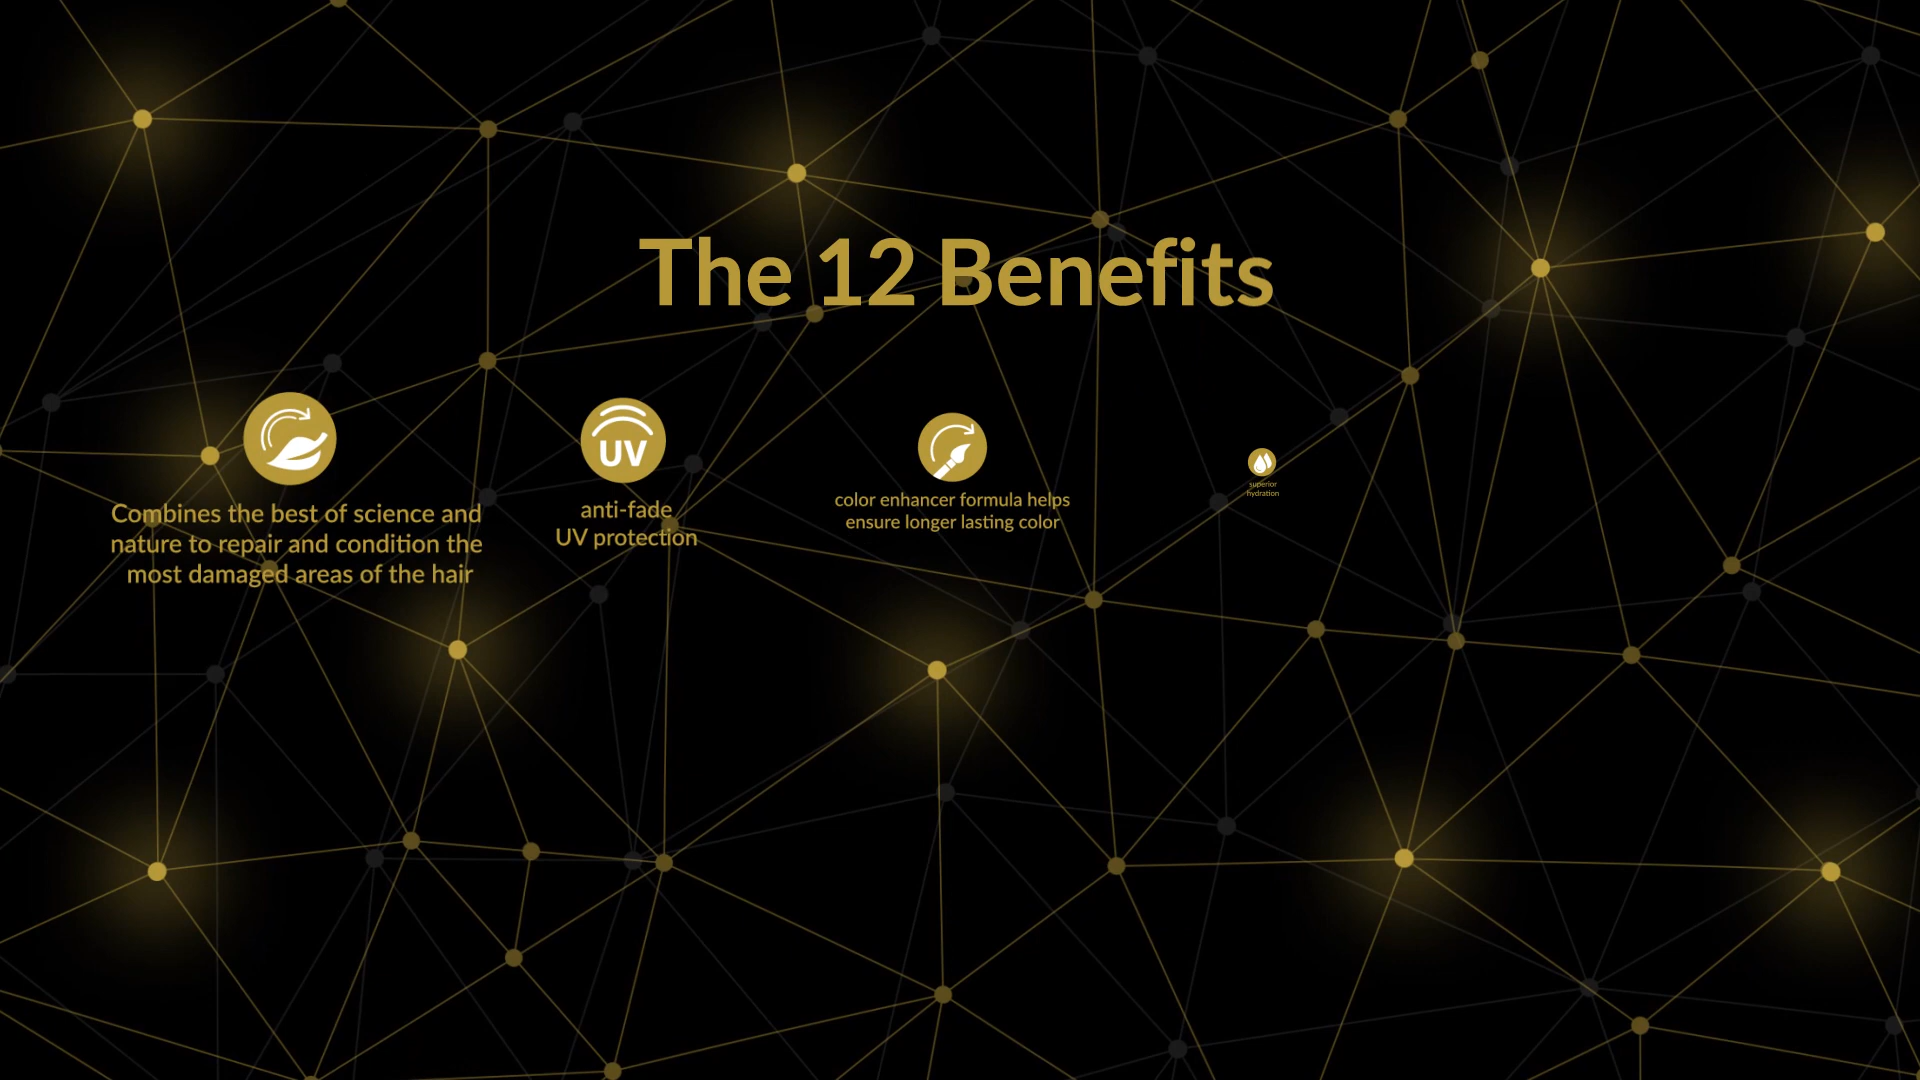 The 12 Benefits
Combines the best of science and
nature to repair and condition the
most damaged areas of the hair
UV
anti-fade
UV protection
color enhancer formula helps
ensure longer lasting color
superior
hydration